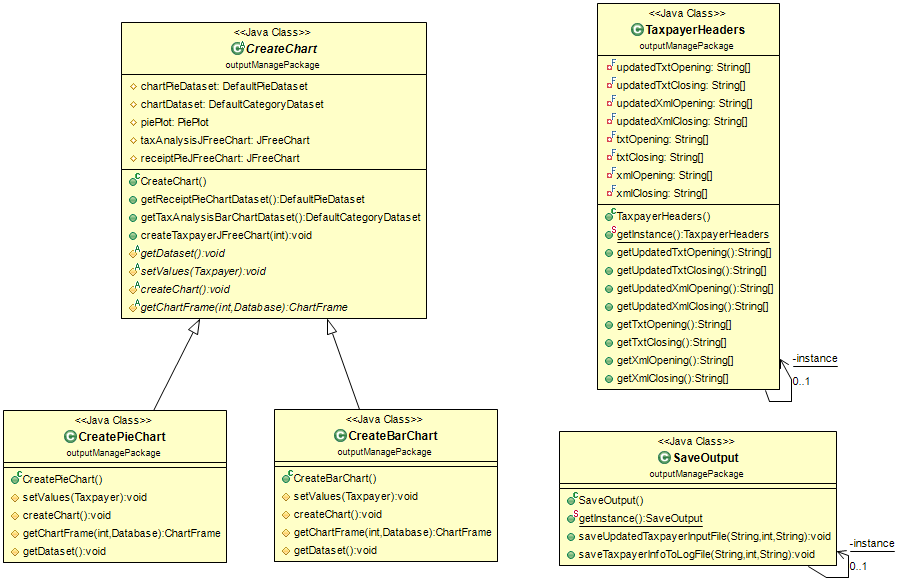 <<Java Class>>
CreateChart
outputManagePackage
chartPieDataset: DefaultPieDataset
chartDataset: DefaultCategoryDataset
piePlot: PiePlot
taxAnalysisJFreeChart: JFreeChart
receiptPieJFreeChart: JFreeChart
CreateChart()
getReceiptPieChartDataset():DefaultPieDataset
getTaxAnalysisBarChartDataset():DefaultCategoryDataset
createTaxpayerJFreeChart(int):void
getDataset():void
setValues(Taxpayer):void
createChart():void
getChartFrame(int,Database):ChartFrame
<<Java Class>>
TaxpayerHeaders
outputManagePackage
updatedTxtOpening: String[]
updatedTxtClosing: String[]
updatedXmlOpening: String[]
updatedXmlClosing: String[]
txtOpening: String[]
txtClosing: String[]
xmlOpening: String[]
xmlClosing: String[]
TaxpayerHeaders()
getInstance():TaxpayerHeaders
getUpdatedTxtOpening():String[]
getUpdatedTxtClosing():String[]
getUpdatedXmlOpening():String[]
getUpdatedXmlClosing():String[]
getTxtOpening():String[]
getTxtClosing():String[]
getXmlOpening():String[]
getXmlClosing():String[]
-instance
0..1
<<Java Class>>
CreatePieChart
outputManagePackage
CreatePieChart()
setValues(Taxpayer):void
createChart():void
getChartFrame(int,Database):ChartFrame
getDataset():void
<<Java Class>>
CreateBarChart
outputManagePackage
CreateBarChart()
setValues(Taxpayer):void
createChart():void
getChartFrame(int,Database):ChartFrame
getDataset():void
<<Java Class>>
SaveOutput
outputManagePackage
SaveOutput()
getInstance():SaveOutput
saveUpdatedTaxpayerInputFile(String,int,String):void
saveTaxpayerInfoToLogFile(String,int,String):void
-instance
0..1